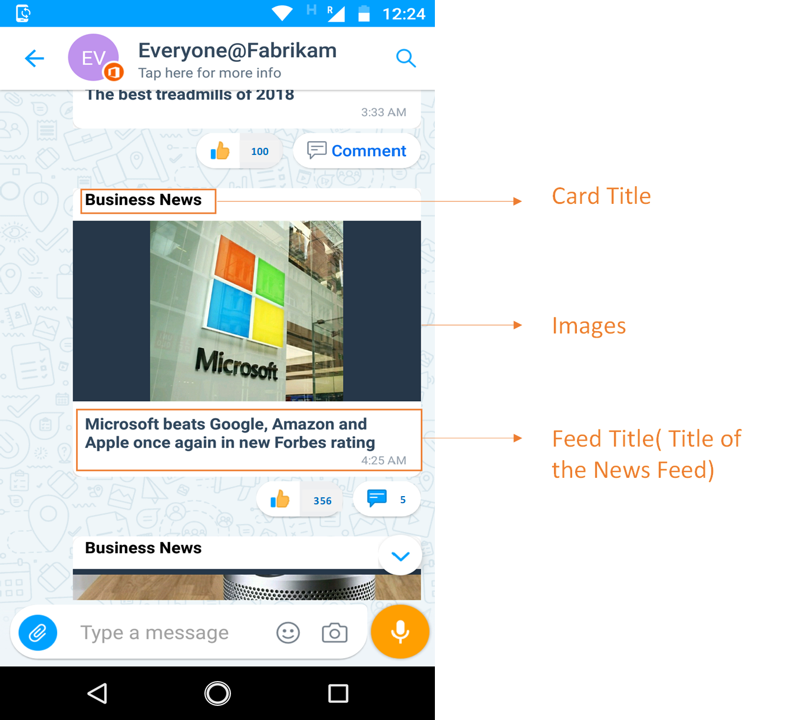 H R 12:24
EV Everyone@Fabrikam
Tap here for more info
The best treadmills of 2018
3:33 AM
100 Comment
Business News
Card Title
Microsoft
Images
Microsoft beats Google, Amazon and
Apple once again in new Forbes rating
4:25 AM
Feed Title( Title of
the News Feed)
356 5
Business News
Type a message